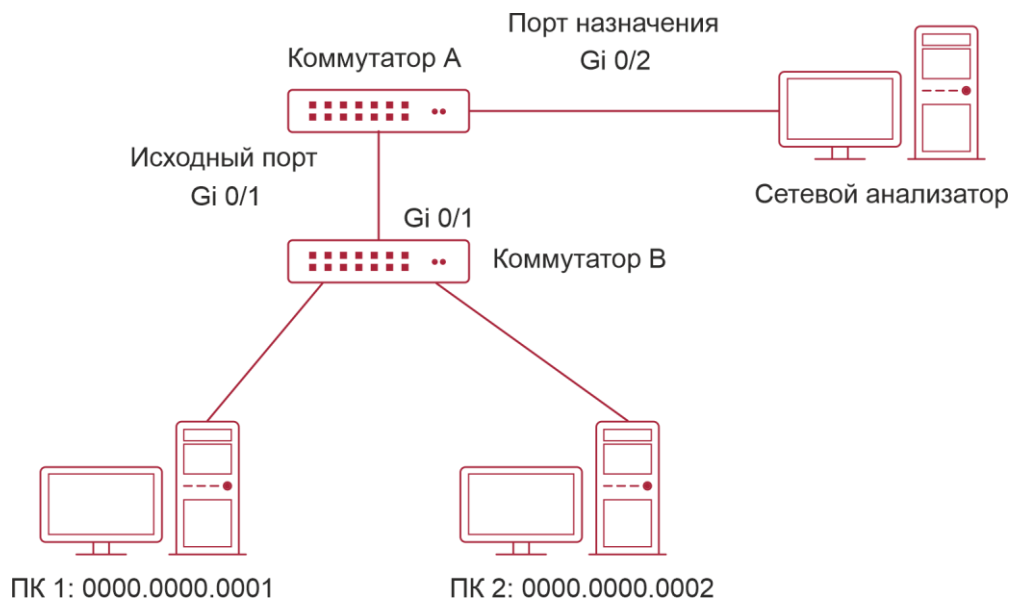 Порт назначения
Gi 0/2
Коммутатор A
Исходный порт
Gi 0/1
Сетевой анализатор
Gi 0/1
Коммутатор B
ПК 1: 0000.0000.0001
ПК 2: 0000.0000.0002